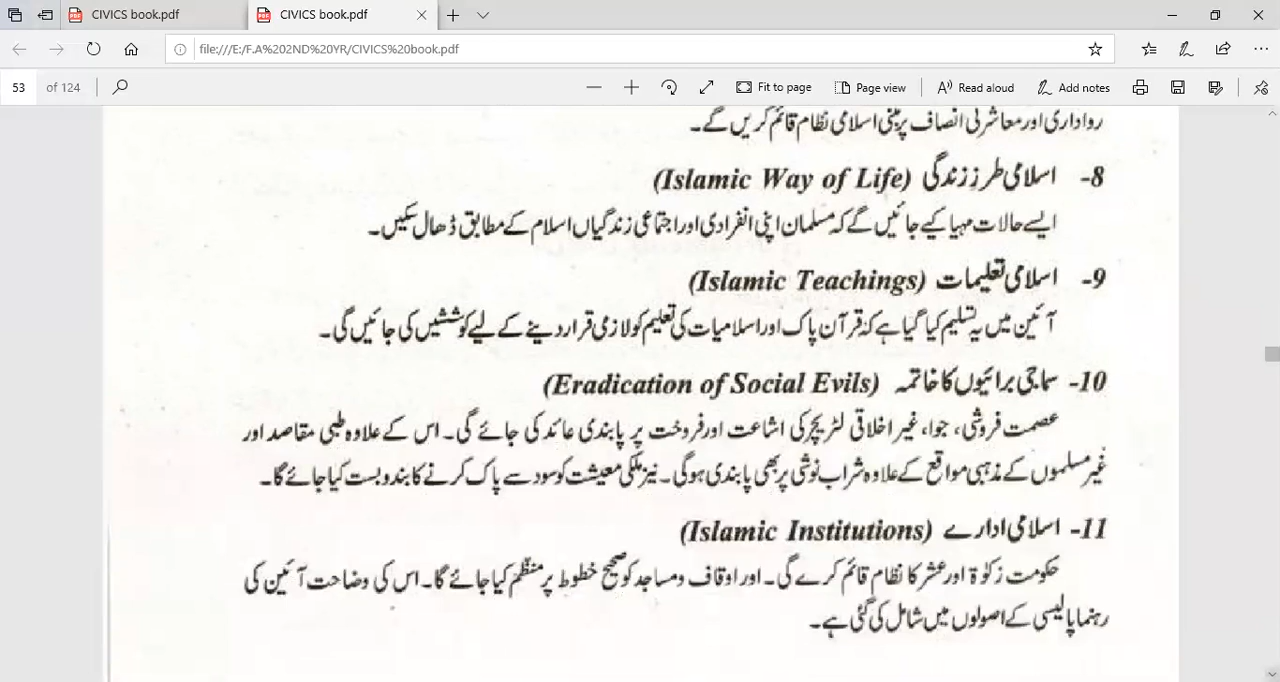 CIVICS book.pdf
CIVICS book.pdf
file:///E:/F.A%202ND%20YR/CIVICS%20book.pdf
53 of 124
Fit to page
Page view
Read aloud
Add notes
رواداری اور معاشرتی انصاف پر مبنی اسلامی نظام قائم کریں گے۔
8- اسلامی طرز زندگی (Islamic Way of Life)
ایسے حالات مہیا کیے جائیں گے کہ مسلمان اپنی انفرادی اور اجتماعی زندگیاں اسلام کے مطابق ڈھال سکیں۔
9- اسلامی تعلیمات (Islamic Teachings)
آئین میں یہ تسلیم کیا گیا ہے کہ قرآن پاک اور اسلامیات کی تعلیم کو لازمی قرار دینے کے لیے کوششیں کی جائیں گی۔
10- سماجی برائیوں کا خاتمہ (Eradication of Social Evils)
عصمت فروشی، جوا، غیر اخلاقی لٹریچر کی اشاعت اور فروخت پر پابندی عائد کی جائے گی۔ اس کے علاوہ طبی مقاصد اور
غیر مسلموں کے مذہبی مواقع کے علاوہ شراب نوشی پر بھی پابندی ہوگی۔ نیز ملکی معیشت کو سود سے پاک کرنے کا بندوبست کیا جائے گا۔
11- اسلامی ادارے (Islamic Institutions)
حکومت زکوٰۃ اور عشر کا نظام قائم کرے گی۔ اور اوقاف و مساجد کو صحیح خطوط پر منظم کیا جائے گا۔ اس کی وضاحت آئین کی
رہنما پالیسی کے اصولوں میں شامل کی گئی ہے۔